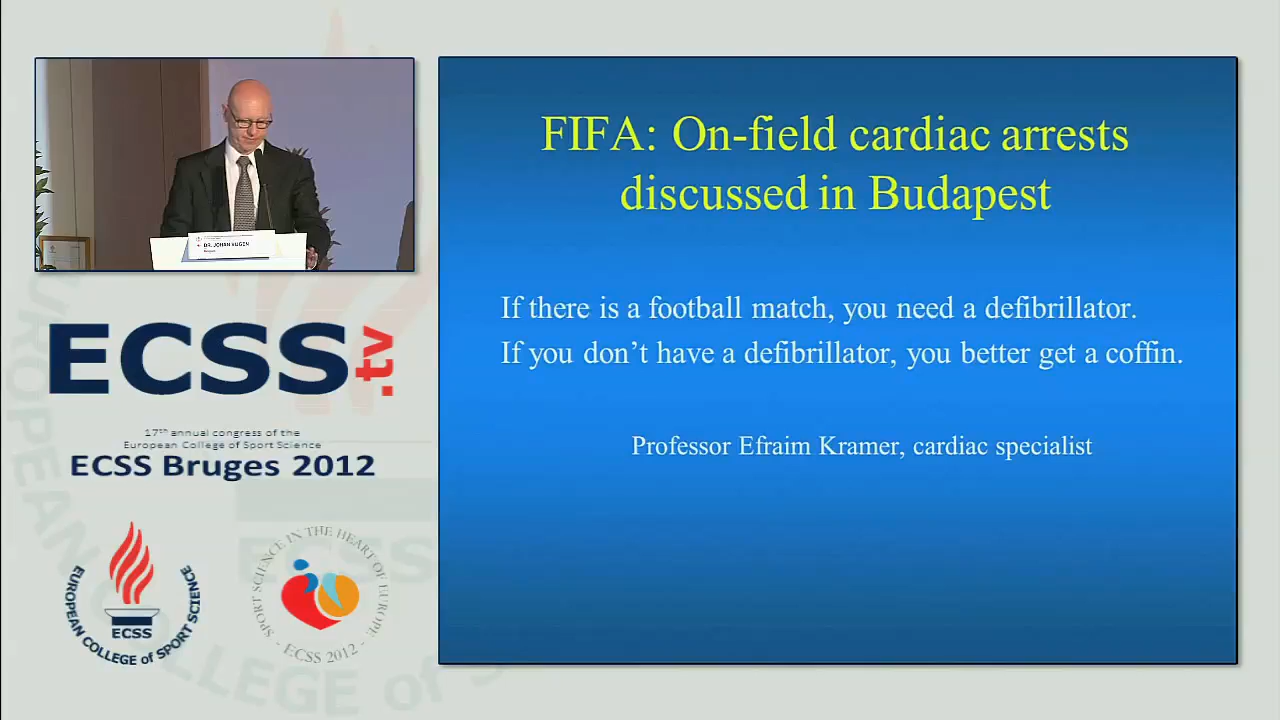 DR. JOHAN VIJGEN
ECSS.tv
17th annual congress of the
European College of Sport Science
ECSS Bruges 2012
EUROPEAN COLLEGE of SPORT SCIENCE
ECSS
SPORT SCIENCE IN THE HEART OF EUROPE
- ECSS 2012 -
FIFA: On-field cardiac arrests
discussed in Budapest
If there is a football match, you need a defibrillator.
If you don’t have a defibrillator, you better get a coffin.
Professor Efraim Kramer, cardiac specialist